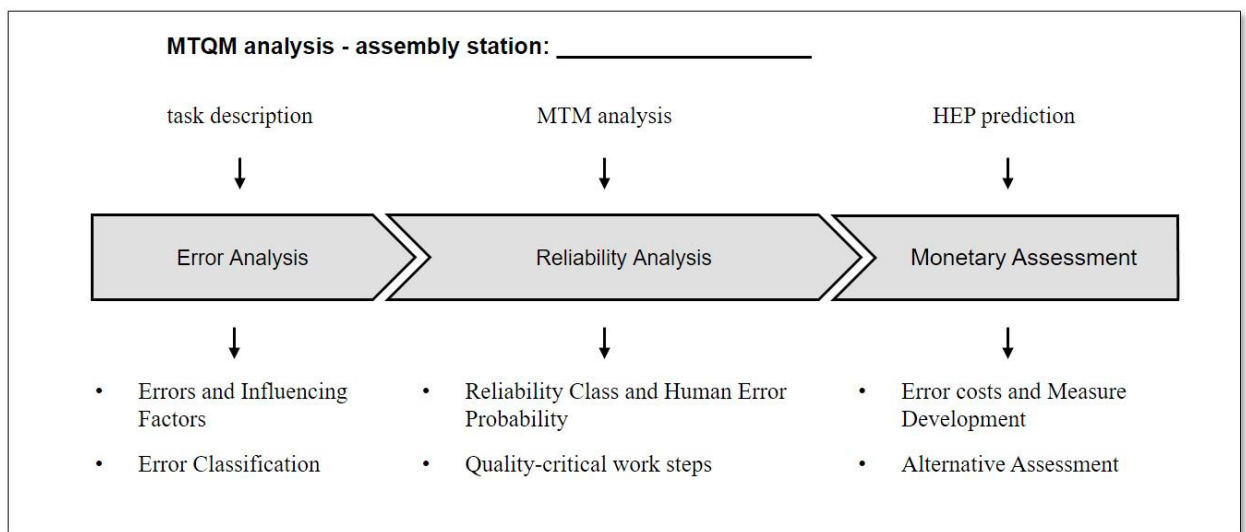 MTQM analysis - assembly station: ____________________
task description
MTM analysis
HEP prediction
Error Analysis
Reliability Analysis
Monetary Assessment
• Errors and Influencing
Factors
• Error Classification
• Reliability Class and Human Error
Probability
• Quality-critical work steps
• Error costs and Measure
Development
• Alternative Assessment